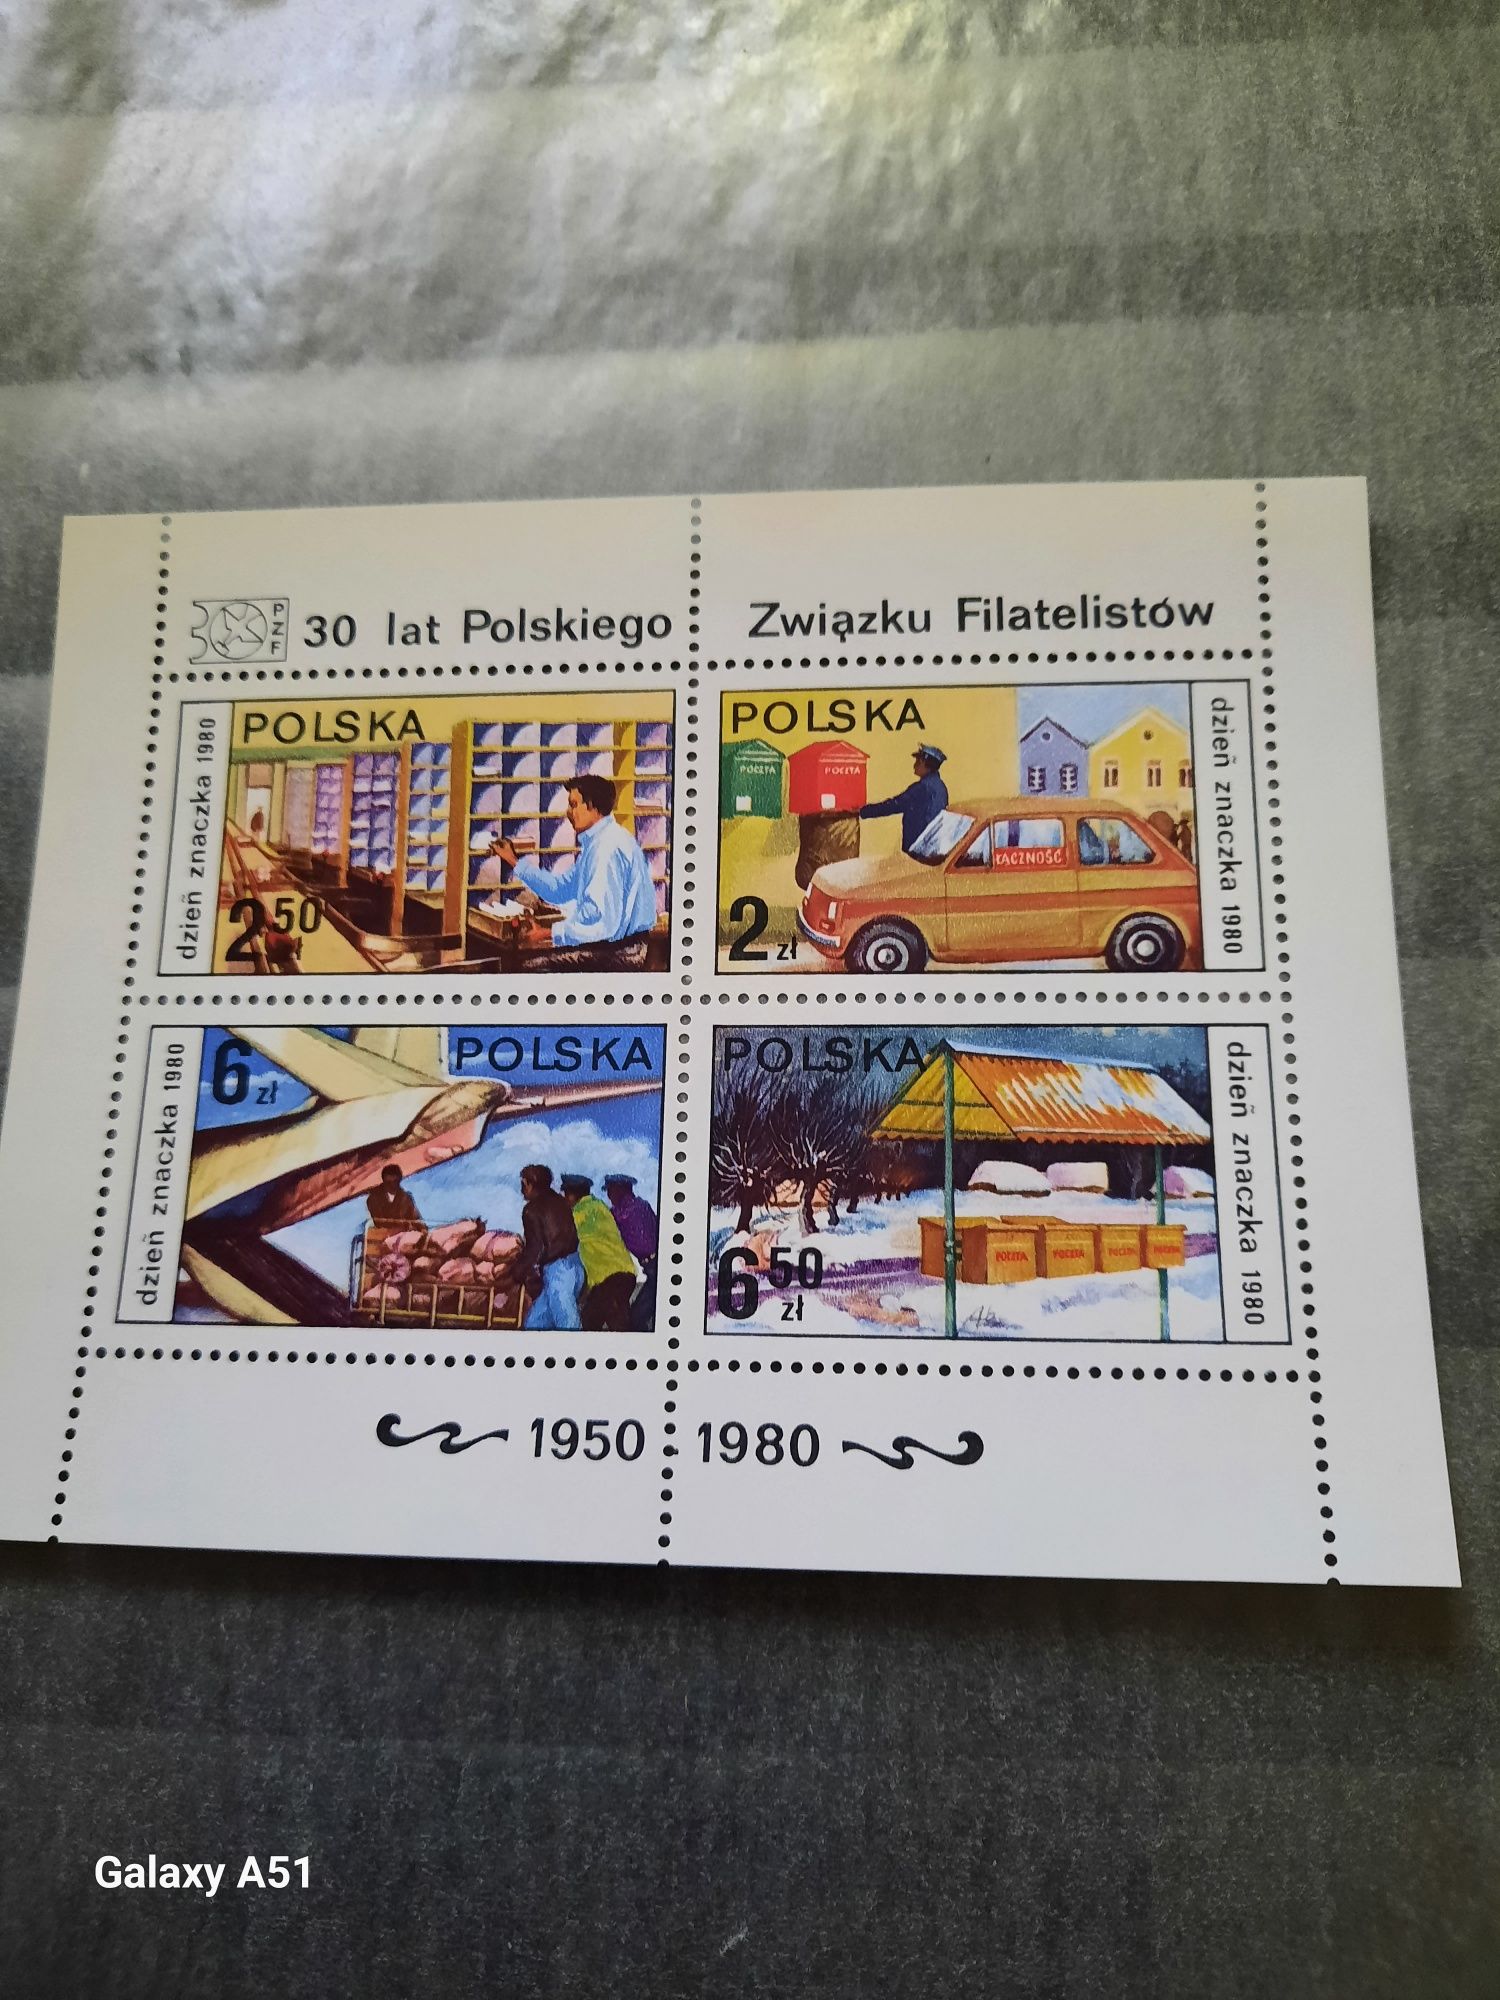 PZF
30 lat Polskiego Związku Filatelistów
dzień znaczka 1980
POLSKA
2 50 zł
POLSKA
POCZTA
POCZTA
ŁĄCZNOŚĆ
2 zł
dzień znaczka 1980
dzień znaczka 1980
6 zł
POLSKA
POLSKA
POCZTA
POCZTA
POCZTA
POCZTA
6 50 zł
dzień znaczka 1980
1950 1980
Galaxy A51